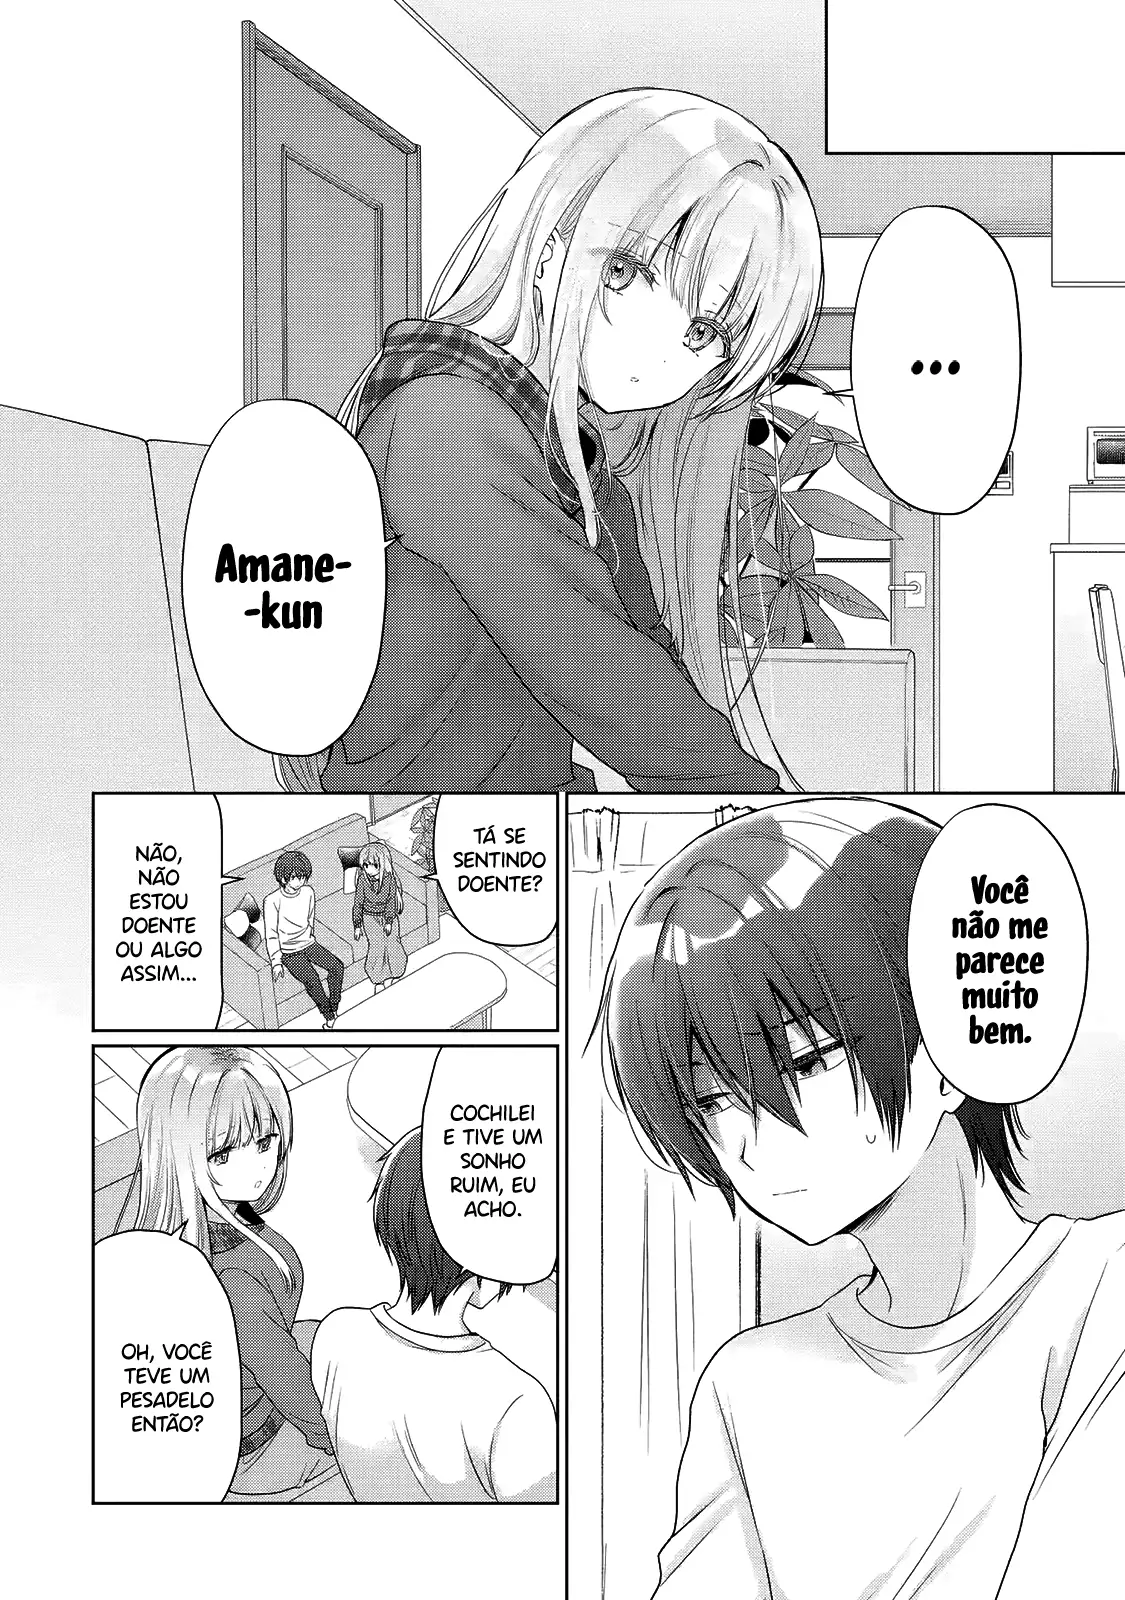 ...
Amane-
-kun
Você
não me
parece
muito
bem.
TÁ SE
SENTINDO
DOENTE?
NÃO,
NÃO
ESTOU
DOENTE
OU ALGO
ASSIM...
COCHILEI
E TIVE UM
SONHO
RUIM, EU
ACHO.
OH, VOCÊ
TEVE UM
PESADELO
ENTÃO?